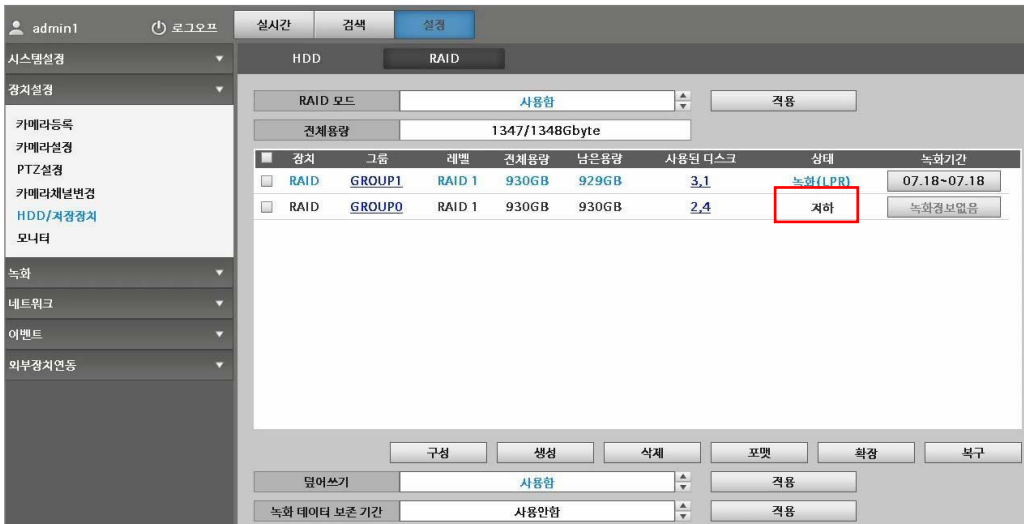 admin1 로그오프 실시간 검색 설정
시스템설정
HDD RAID
장치설정
RAID 모드 사용함 적용
전체용량 1347/1348Gbyte
카메라등록
카메라설정
PTZ설정
카메라채널변경
HDD/저장장치
모니터
장치 그룹 레벨 전체용량 남은용량 사용된 디스크 상태 녹화기간
RAID GROUP1 RAID 1 930GB 929GB 3,1 녹화(LPR) 07.18~07.18
RAID GROUP0 RAID 1 930GB 930GB 2,4 저하 녹화정보없음
녹화
네트워크
이벤트
외부장치연동
구성 생성 삭제 포맷 확장 복구
덮어쓰기 사용함 적용
녹화 데이터 보존 기간 사용안함 적용